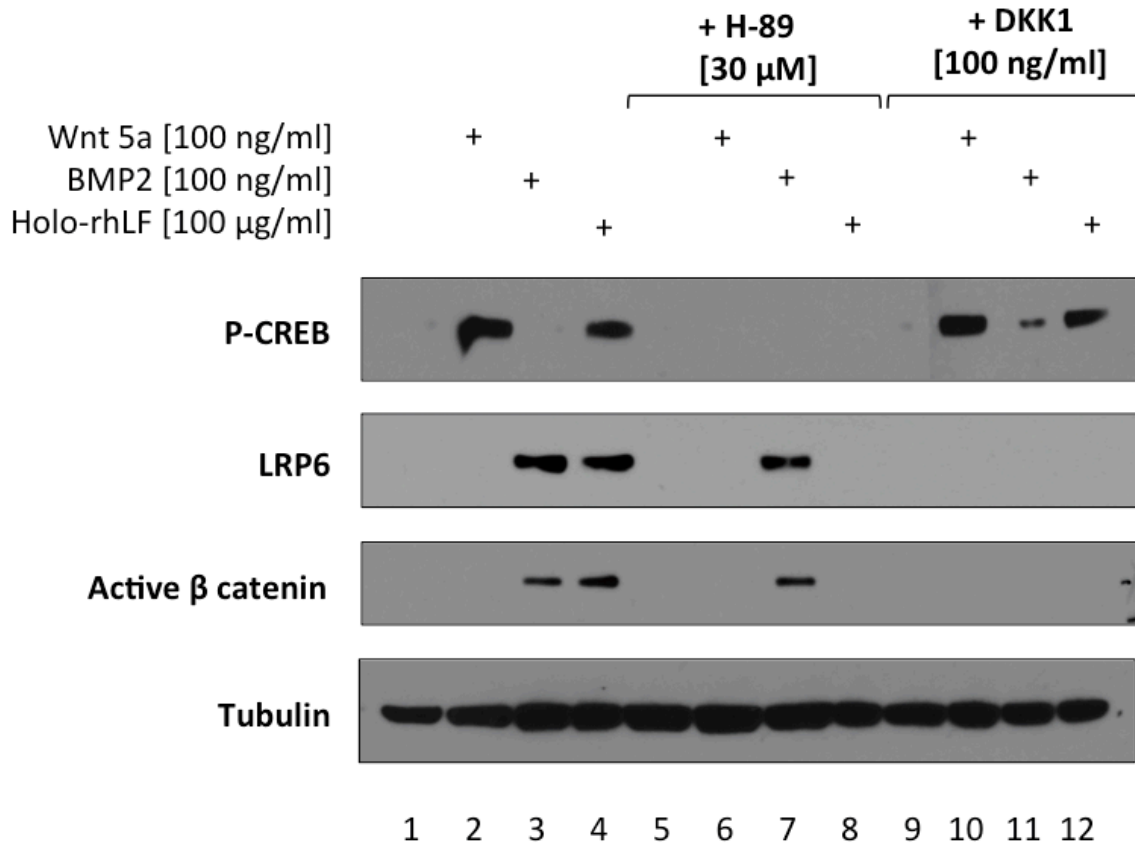 + H-89
[30 µM]
+ DKK1
[100 ng/ml]
Wnt 5a [100 ng/ml] + + +
BMP2 [100 ng/ml] + + +
Holo-rhLF [100 µg/ml] + + +
P-CREB
LRP6
Active β catenin
Tubulin
1 2 3 4 5 6 7 8 9 10 11 12